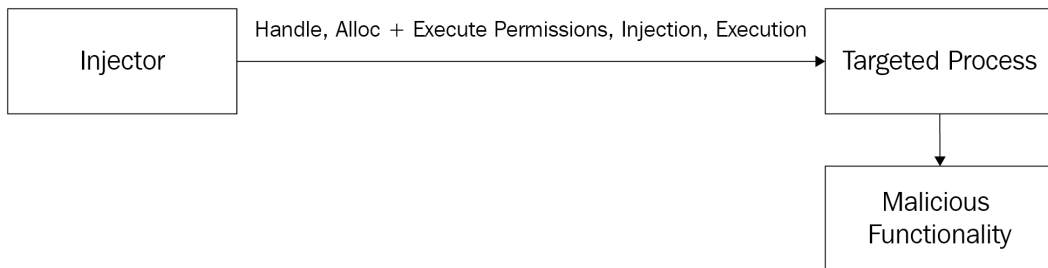 Handle, Alloc + Execute Permissions, Injection, Execution
Injector
Targeted Process
Malicious
Functionality